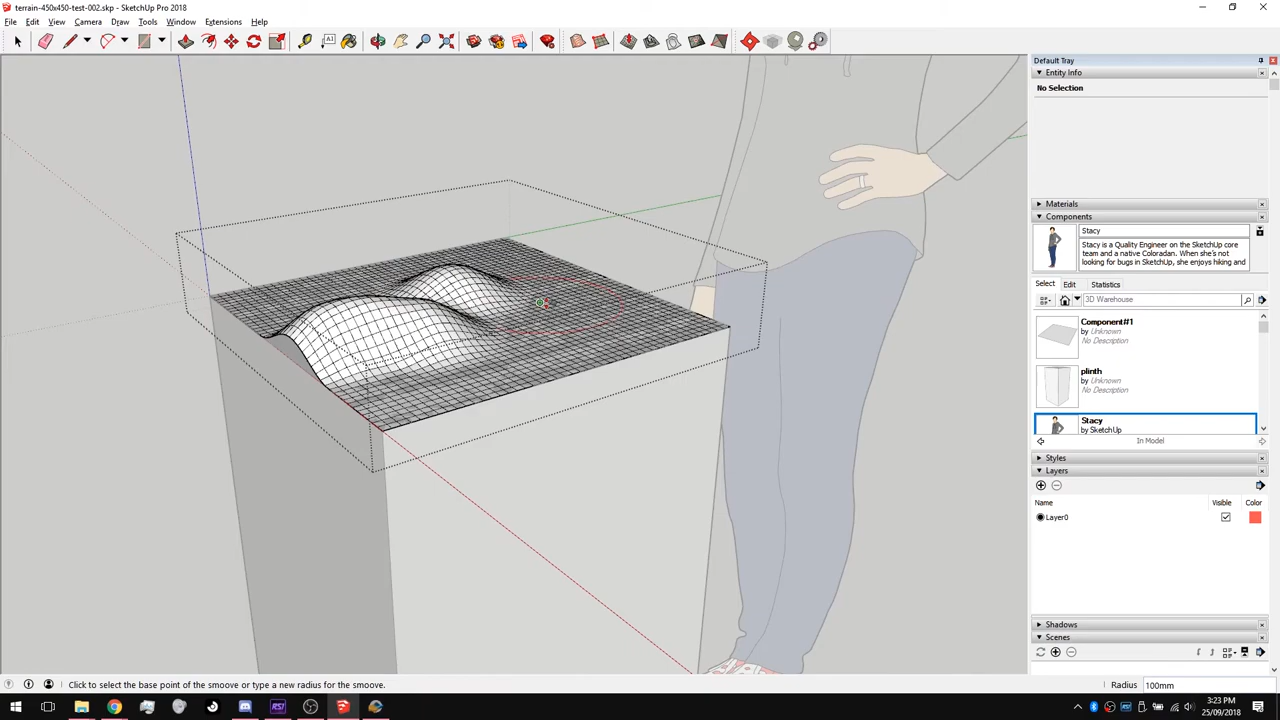 terrain-450x450-test-002.skp - SketchUp Pro 2018
File Edit View Camera Draw Tools Window Extensions Help
Default Tray
Entity Info
No Selection
Materials
Components
Stacy
Stacy is a Quality Engineer on the SketchUp core
team and a native Coloradan. When she's not
looking for bugs in SketchUp, she enjoys hiking and
Select Edit Statistics
3D Warehouse
Component#1
by Unknown
No Description
plinth
by Unknown
No Description
Stacy
by SketchUp
In Model
Styles
Layers
Name Visible Color
Layer0
Shadows
Scenes
Click to select the base point of the smoove or type a new radius for the smoove.
Radius 100mm
RSI
3:23 PM
25/09/2018